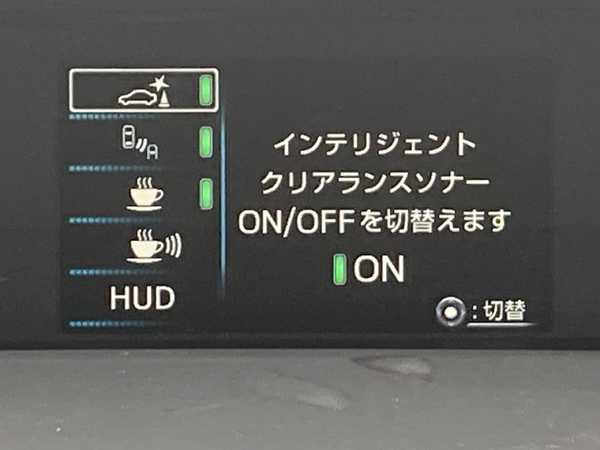 インテリジェント
クリアランスソナー
ON/OFFを切替えます
ON
HUD
:切替